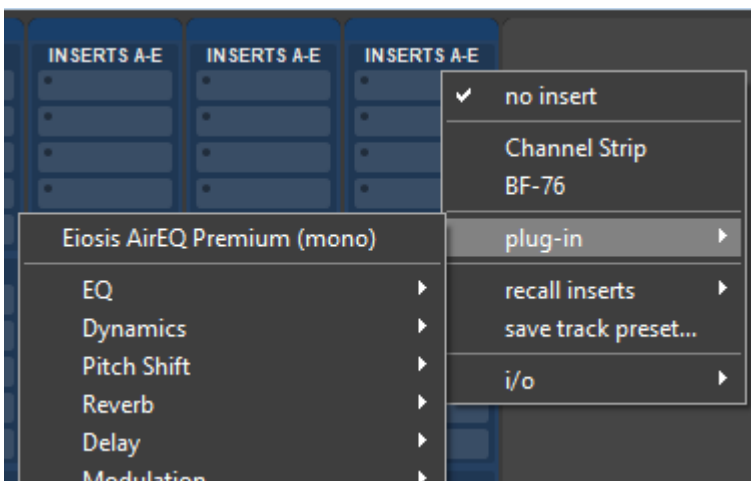 INSERTS A-E
INSERTS A-E
INSERTS A-E
no insert
Channel Strip
BF-76
plug-in
recall inserts
save track preset...
i/o
Eiosis AirEQ Premium (mono)
EQ
Dynamics
Pitch Shift
Reverb
Delay
Modulation